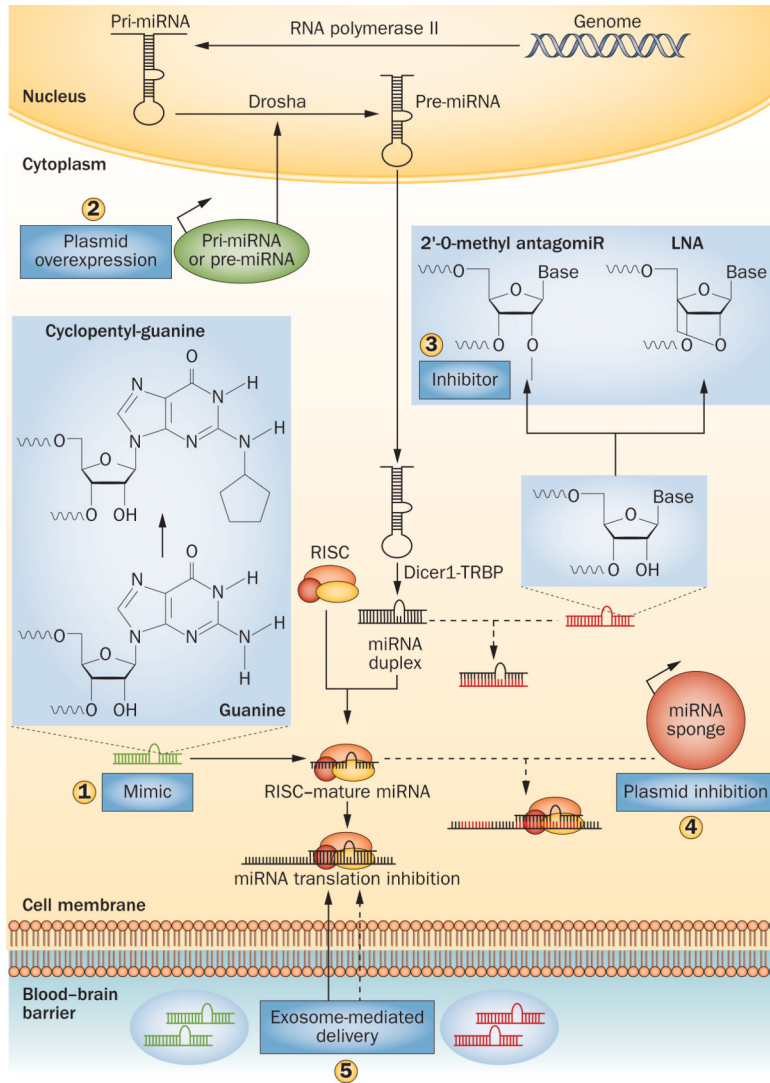 Pri-miRNA
RNA polymerase II
Genome
Nucleus
Drosha
Pre-miRNA
Cytoplasm
2
Plasmid
overexpression
Pri-miRNA
or pre-miRNA
2'-O-methyl antagomiR
LNA
Base
O
O
O
O
Base
O
O
O
O
3
Inhibitor
Cyclopentyl-guanine
O
N
N
H
N
N
N
H
O
O
O
OH
O
N
N
H
N
N
N
H
H
O
O
O
OH
Guanine
Base
O
O
O
OH
RISC
Dicer1-TRBP
miRNA
duplex
miRNA
sponge
1
Mimic
RISC–mature miRNA
Plasmid inhibition
4
miRNA translation inhibition
Cell membrane
Blood–brain
barrier
Exosome-mediated
delivery
5